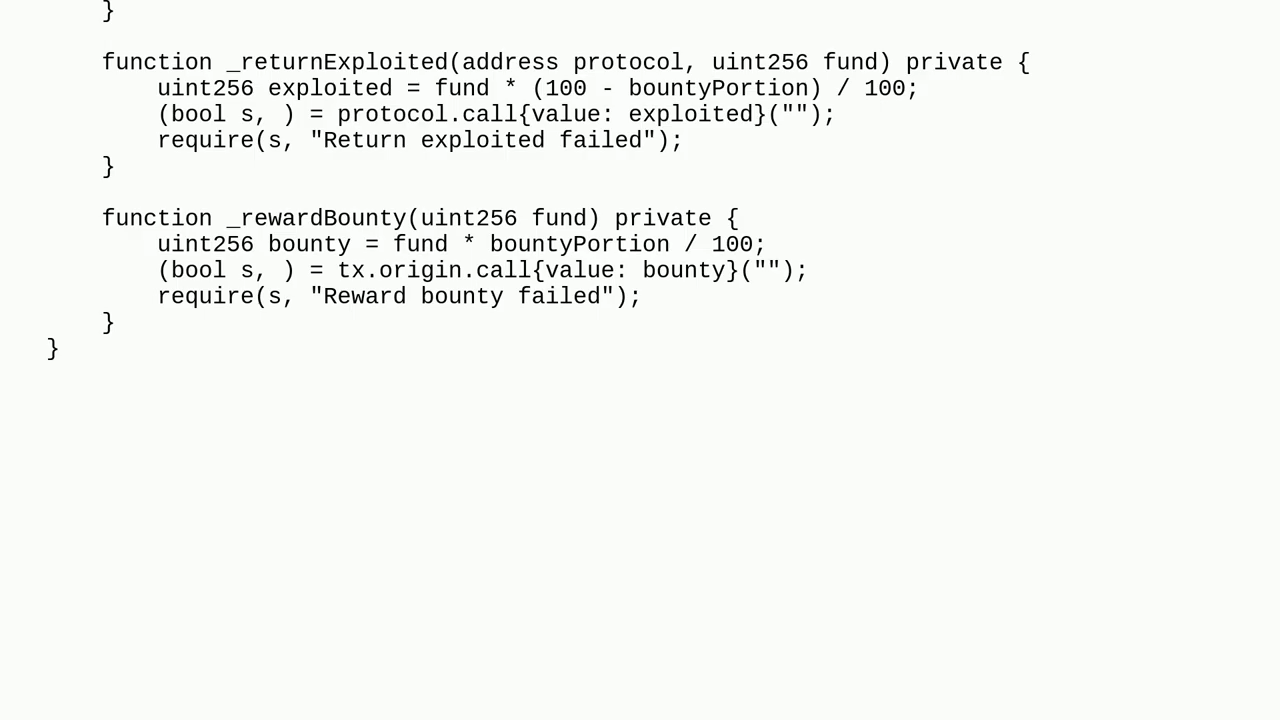 }
function _returnExploited(address protocol, uint256 fund) private {
uint256 exploited = fund * (100 - bountyPortion) / 100;
(bool s, ) = protocol.call{value: exploited}("");
require(s, "Return exploited failed");
}
function _rewardBounty(uint256 fund) private {
uint256 bounty = fund * bountyPortion / 100;
(bool s, ) = tx.origin.call{value: bounty}("");
require(s, "Reward bounty failed");
}
}